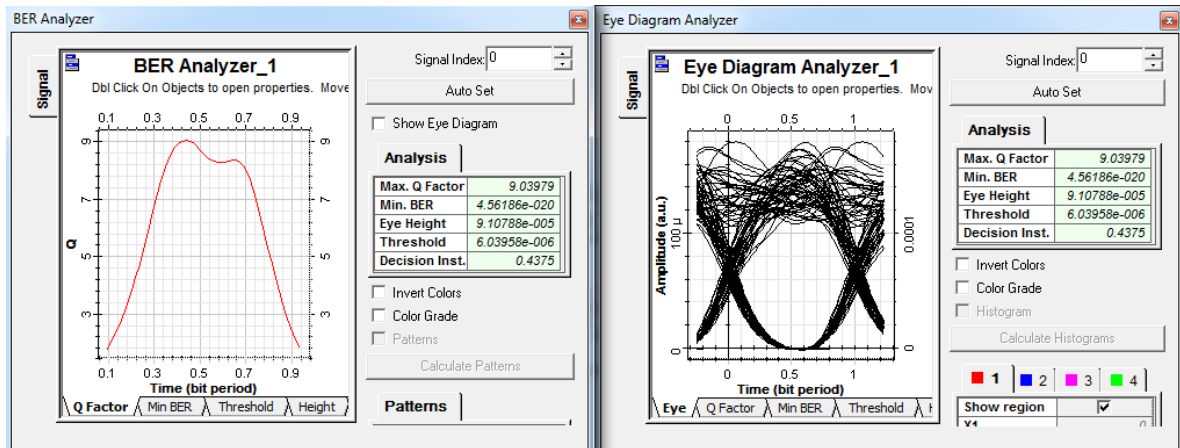 BER Analyzer
Signal
BER Analyzer_1
Dbl Click On Objects to open properties. Move
0.1 0.3 0.5 0.7 0.9
9 7 5 3
Q
9 7 5 3
0.1 0.3 0.5 0.7 0.9
Time (bit period)
Q Factor Min BER Threshold Height
Signal Index: 0
Auto Set
Show Eye Diagram
Analysis
Max. Q Factor 9.03979
Min. BER 4.56186e-020
Eye Height 9.10788e-005
Threshold 6.03958e-006
Decision Inst. 0.4375
Invert Colors
Color Grade
Patterns
Calculate Patterns
Patterns
Eye Diagram Analyzer
Signal
Eye Diagram Analyzer_1
Dbl Click On Objects to open properties. Mov
0 0.5 1
Amplitude (a.u.)
100 µ
0
0.0001
0
0 0.5 1
Time (bit period)
Eye Q Factor Min BER Threshold
Signal Index: 0
Auto Set
Analysis
Max. Q Factor 9.03979
Min. BER 4.56186e-020
Eye Height 9.10788e-005
Threshold 6.03958e-006
Decision Inst. 0.4375
Invert Colors
Color Grade
Histogram
Calculate Histograms
1 2 3 4
Show region
X1 0